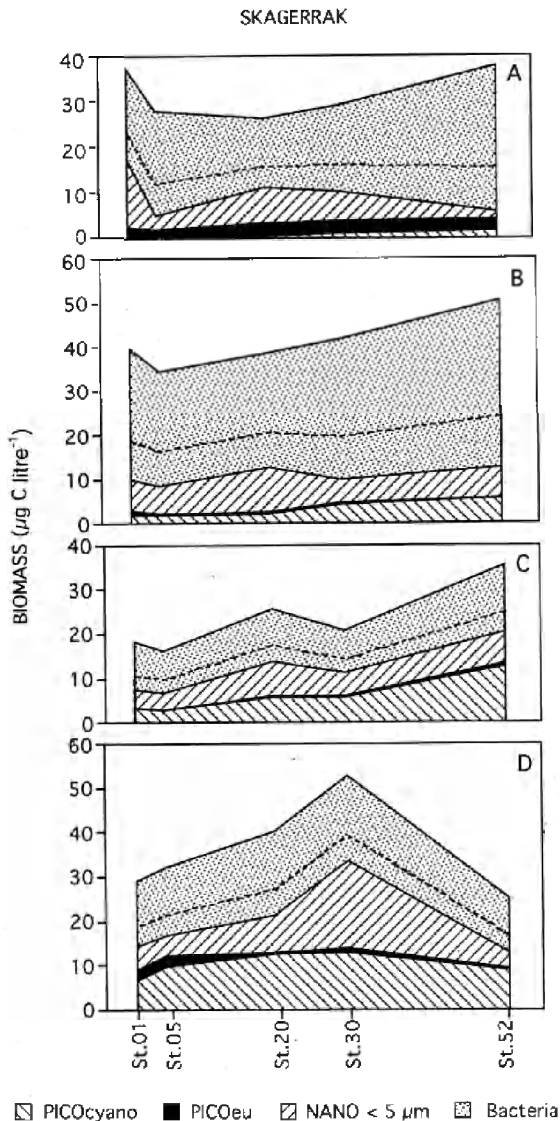 SKAGERRAK
BIOMASS (µg C litre⁻¹)
40
30
20
10
0
A
60
50
40
30
20
10
0
B
40
30
20
10
0
C
60
50
40
30
20
10
0
D
St.01
St.05
St.20
St.30
St.52
PICOcyano PICOeu NANO < 5 µm Bacteria